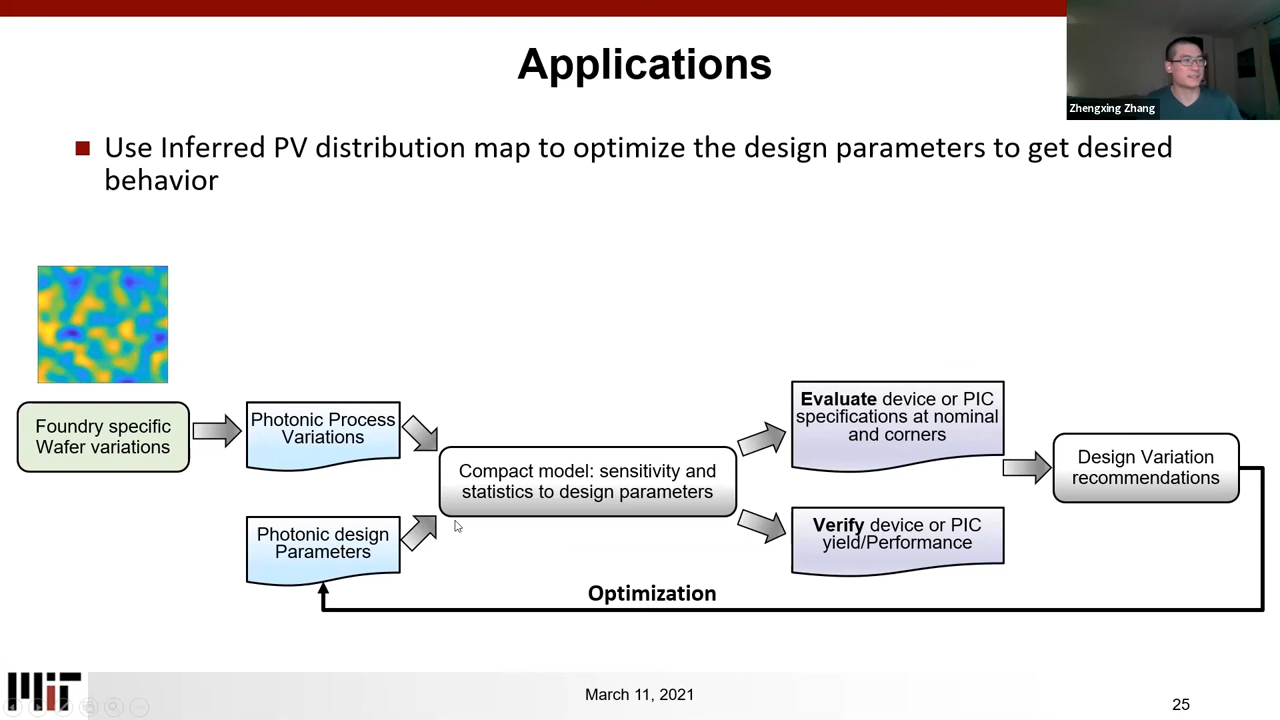 Applications
Zhengxing Zhang
Use Inferred PV distribution map to optimize the design parameters to get desired
behavior
Foundry specific
Wafer variations
Photonic Process
Variations
Photonic design
Parameters
Compact model: sensitivity and
statistics to design parameters
Evaluate device or PIC
specifications at nominal
and corners
Verify device or PIC
yield/Performance
Design Variation
recommendations
Optimization
MIT
March 11, 2021
25